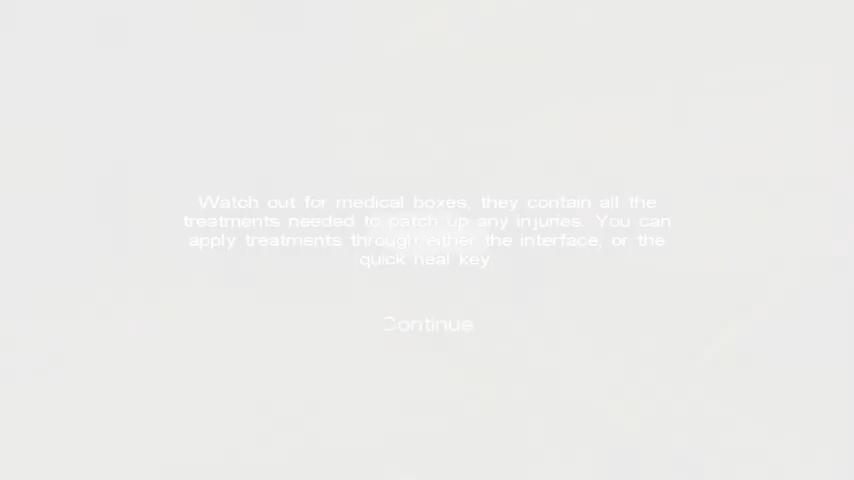 Watch out for medical boxes, they contain all the
treatments needed to patch up any injuries. You can
apply treatments through either the interface, or the
quick heal key.
Continue